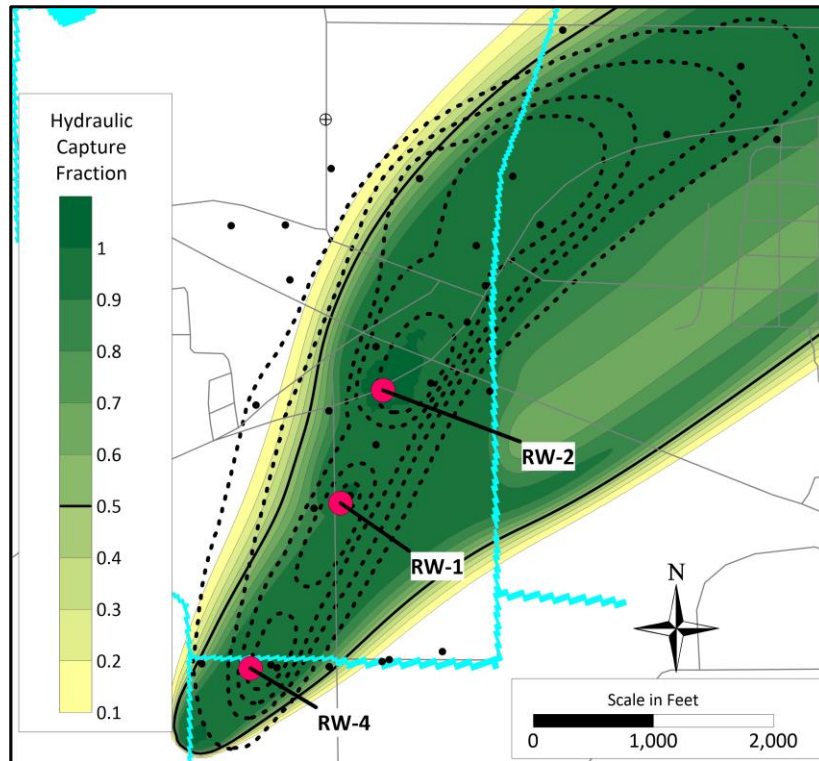 Hydraulic
Capture
Fraction
1
0.9
0.8
0.7
0.6
0.5
0.4
0.3
0.2
0.1
RW-2
RW-1
RW-4
N
Scale in Feet
0 1,000 2,000